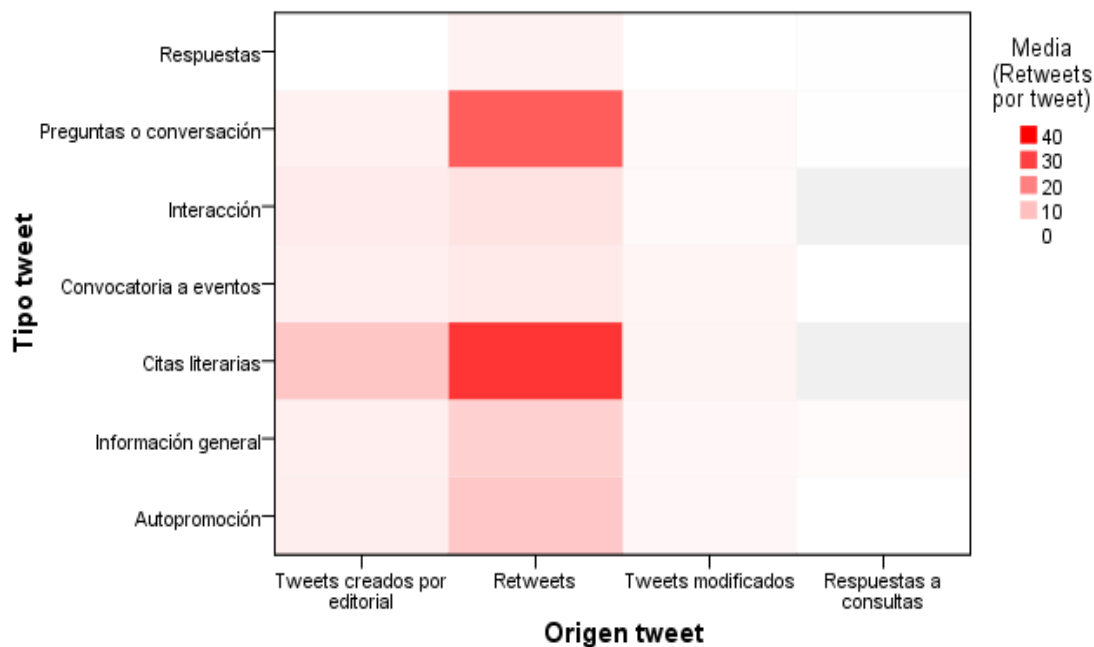 Respuestas
Preguntas o conversación
Interacción
Convocatoria a eventos
Citas literarias
Información general
Autopromoción
Tipo tweet
Tweets creados por
editorial
Retweets
Tweets modificados
Respuestas a
consultas
Origen tweet
Media
(Retweets
por tweet)
40
30
20
10
0